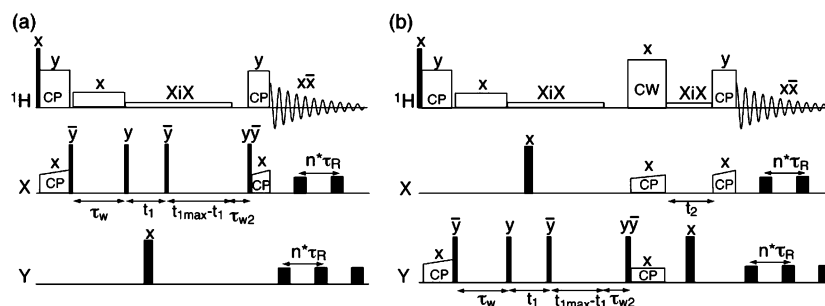 (a)
x
y
x
XiX
y
xx̄
¹H
CP
CP
ȳ
y
ȳ
yȳ
x
x
n*τR
X
CP
CP
τw
t1
t1max-t1
τw2
x
n*τR
Y
(b)
x
y
x
XiX
x
XiX
y
xx̄
¹H
CP
CW
CP
x
x
x
n*τR
X
CP
CP
t2
ȳ
y
ȳ
yȳ
x
x
x
n*τR
Y
CP
CP
τw
t1
t1max-t1
τw2